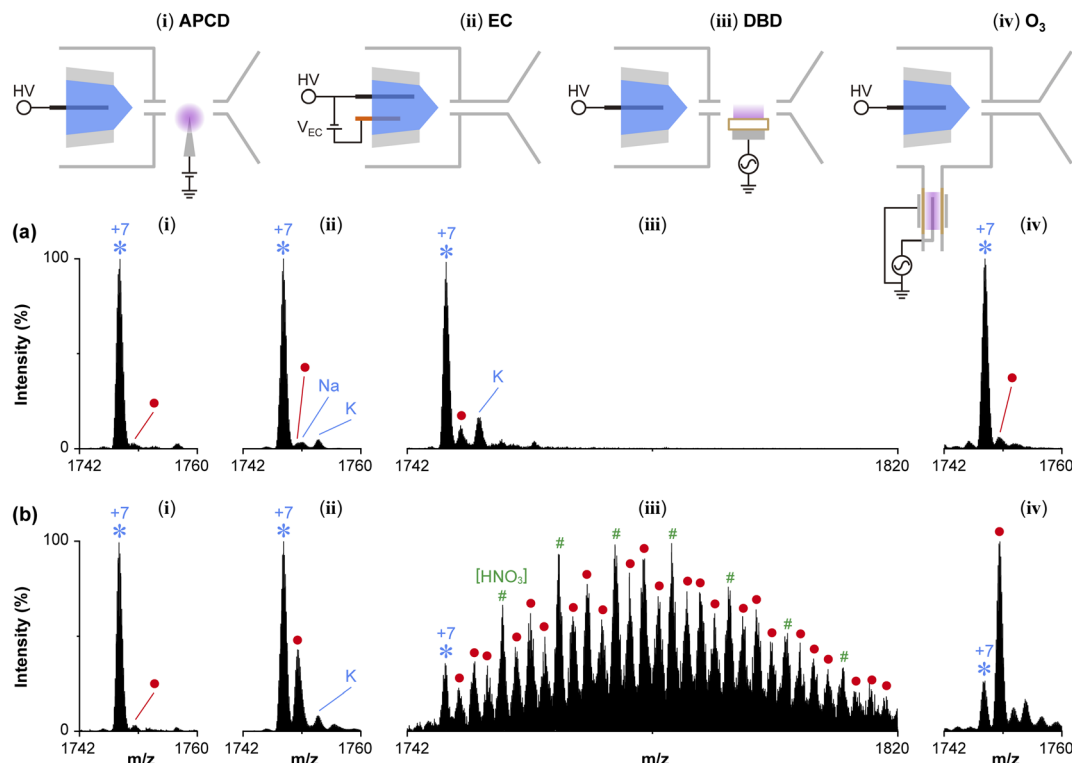 (i) APCD
(ii) EC
(iii) DBD
(iv) O3
HV
HV
VEC
HV
HV
(a)
(i)
(ii)
(iii)
(iv)
Intensity (%)
100
0
+7
*
+7
*
Na
K
+7
*
K
+7
*
1742
1760
1742
1760
1742
1820
1742
1760
(b)
(i)
(ii)
(iii)
(iv)
Intensity (%)
100
0
+7
*
+7
*
K
+7
*
[HNO3]
#
#
#
#
#
#
#
+7
*
1742
m/z
1760
1742
m/z
1760
1742
m/z
1820
1742
m/z
1760